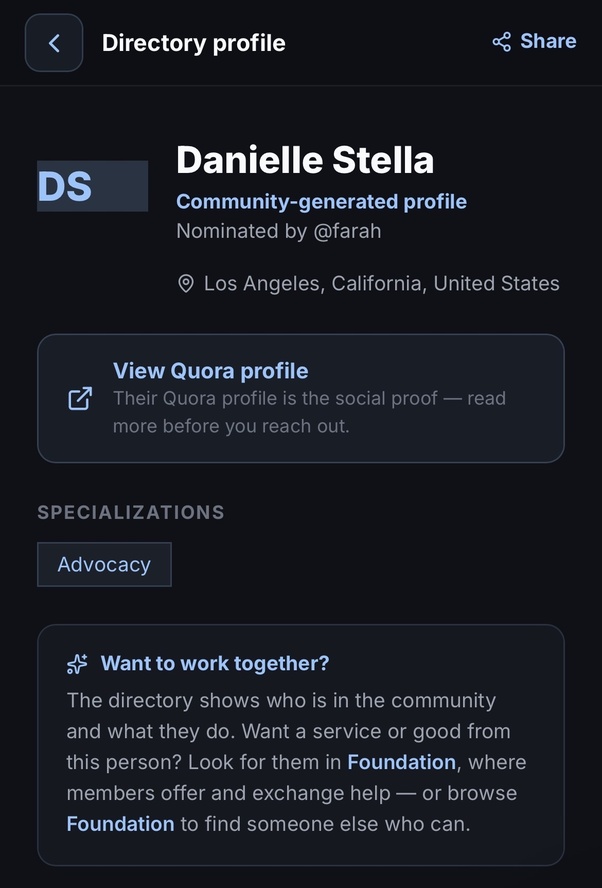 Directory profile
Share
DS
Danielle Stella
Community-generated profile
Nominated by @farah
Los Angeles, California, United States
View Quora profile
Their Quora profile is the social proof — read
more before you reach out.
SPECIALIZATIONS
Advocacy
Want to work together?
The directory shows who is in the community
and what they do. Want a service or good from
this person? Look for them in Foundation, where
members offer and exchange help — or browse
Foundation to find someone else who can.